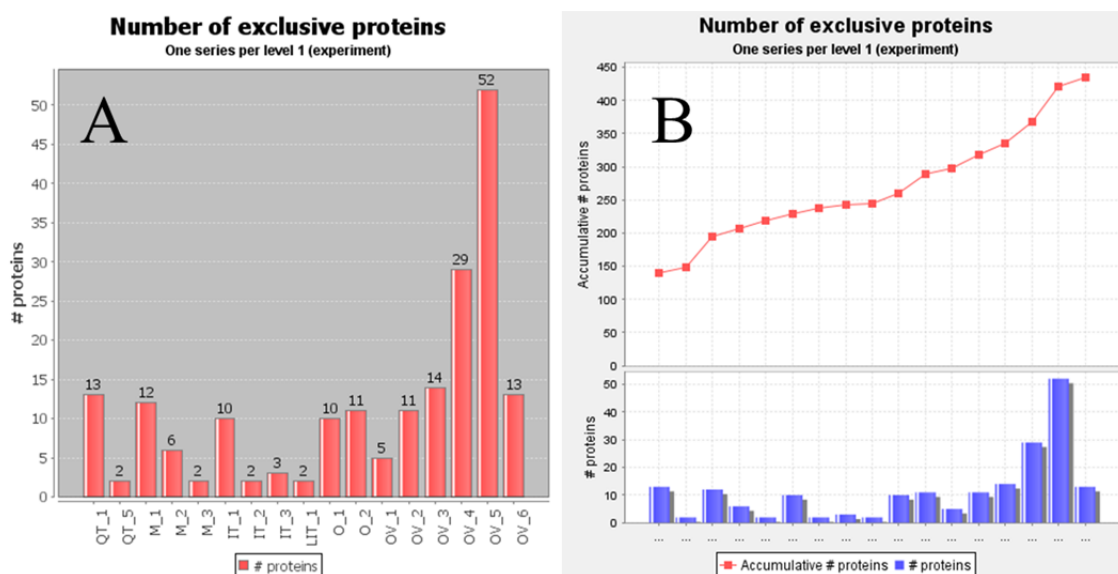 Number of exclusive proteins
One series per level 1 (experiment)
A
# proteins
50
45
40
35
30
25
20
15
10
5
0
13
2
12
6
2
10
2
3
2
10
11
5
11
14
29
52
13
QT_1
QT_5
M_1
M_2
M_3
IT_1
IT_2
IT_3
LIT_1
O_1
O_2
OV_1
OV_2
OV_3
OV_4
OV_5
OV_6
# proteins
Number of exclusive proteins
One series per level 1 (experiment)
B
Accumulative # proteins
450
400
350
300
250
200
150
100
50
0
# proteins
50
40
30
20
10
0
... ... ... ... ... ... ... ... ... ... ... ... ... ... ... ... ...
Accumulative # proteins # proteins